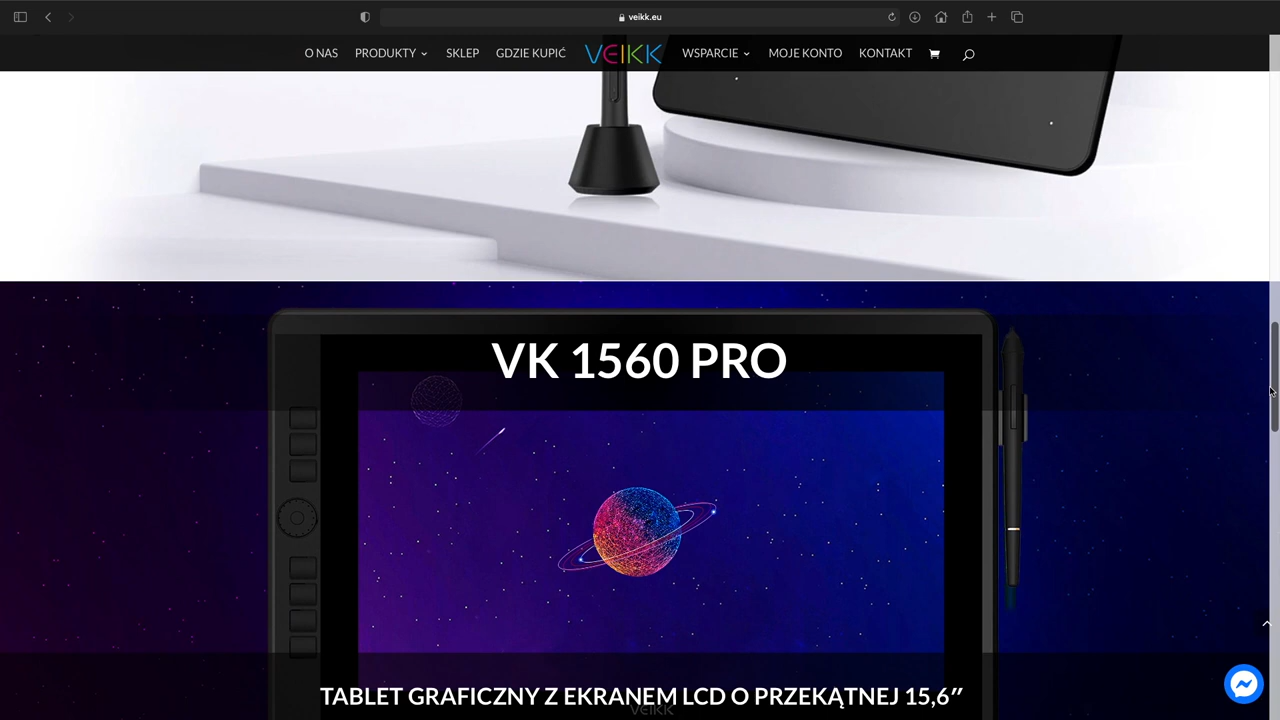 veikk.eu
O NAS PRODUKTY SKLEP GDZIE KUPIĆ VEIKK WSPARCIE MOJE KONTO KONTAKT
VK 1560 PRO
TABLET GRAFICZNY Z EKRANEM LCD O PRZEKĄTNEJ 15,6″
VEIKK